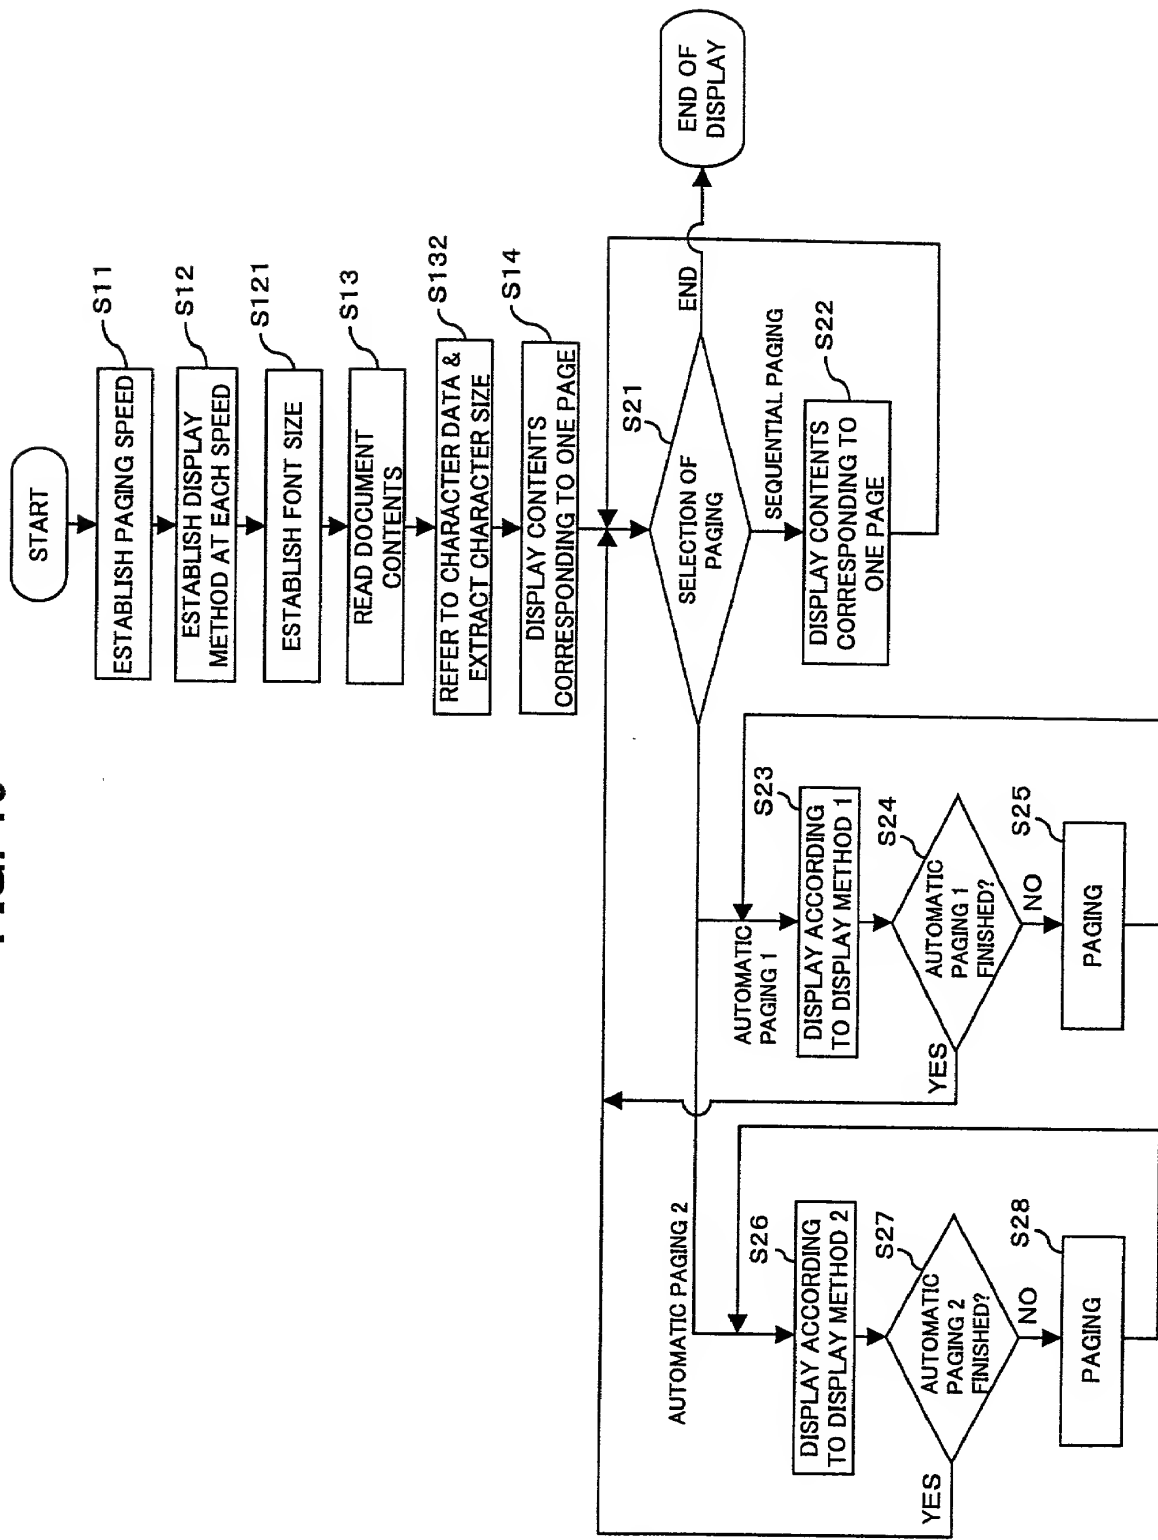 START
ESTABLISH PAGING SPEED
S11
ESTABLISH DISPLAY
METHOD AT EACH SPEED
S12
ESTABLISH FONT SIZE
S121
READ DOCUMENT
CONTENTS
S13
REFER TO CHARACTER DATA &
EXTRACT CHARACTER SIZE
S132
DISPLAY CONTENTS
CORRESPONDING TO ONE PAGE
S14
SELECTION OF
PAGING
S21
END
END OF
DISPLAY
SEQUENTIAL PAGING
DISPLAY CONTENTS
CORRESPONDING TO
ONE PAGE
S22
AUTOMATIC
PAGING 1
DISPLAY ACCORDING
TO DISPLAY METHOD 1
S23
AUTOMATIC
PAGING 1
FINISHED?
S24
YES
NO
PAGING
S25
AUTOMATIC PAGING 2
DISPLAY ACCORDING
TO DISPLAY METHOD 2
S26
AUTOMATIC
PAGING 2
FINISHED?
S27
YES
NO
PAGING
S28